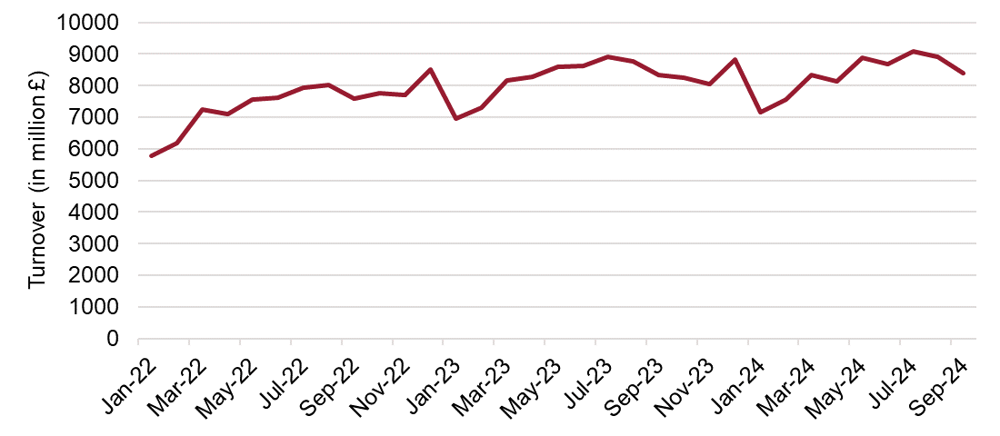 Turnover (in million £)
10000
9000
8000
7000
6000
5000
4000
3000
2000
1000
0
Jan-22
Mar-22
May-22
Jul-22
Sep-22
Nov-22
Jan-23
Mar-23
May-23
Jul-23
Sep-23
Nov-23
Jan-24
Mar-24
May-24
Jul-24
Sep-24